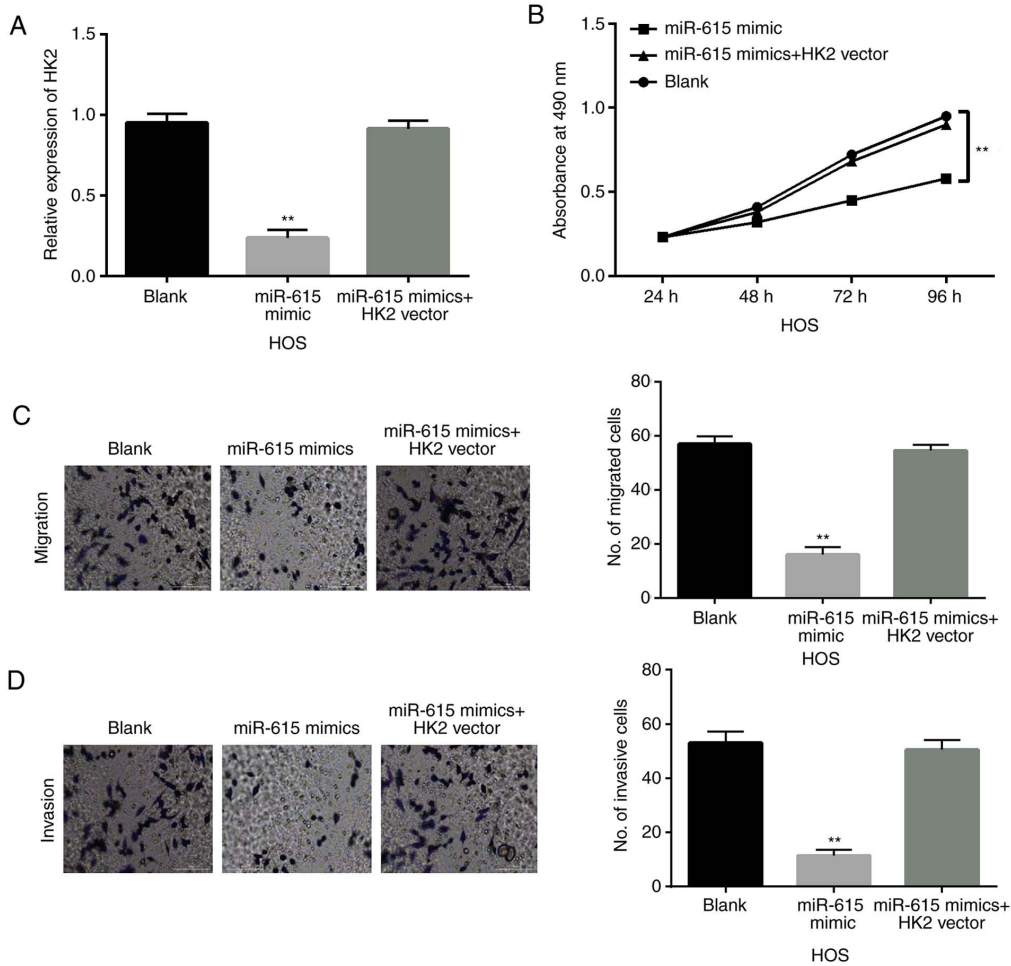 A
Relative expression of HK2
1.5
1.0
0.5
0.0
**
Blank
miR-615
mimic
miR-615 mimics+
HK2 vector
HOS
B
Absorbance at 490 nm
1.5
1.0
0.5
0.0
miR-615 mimic
miR-615 mimics+HK2 vector
Blank
**
24 h
48 h
72 h
96 h
HOS
C
Migration
Blank
miR-615 mimics
miR-615 mimics+
HK2 vector
No. of migrated cells
80
60
40
20
0
**
Blank
miR-615
mimic
miR-615 mimics+
HK2 vector
HOS
D
Invasion
Blank
miR-615 mimics
miR-615 mimics+
HK2 vector
No. of invasive cells
80
60
40
20
0
**
Blank
miR-615
mimic
miR-615 mimics+
HK2 vector
HOS